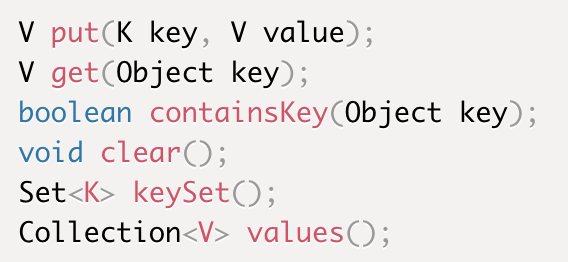 V put(K key, V value);
V get(Object key);
boolean containsKey(Object key);
void clear();
Set<K> keySet();
Collection<V> values();